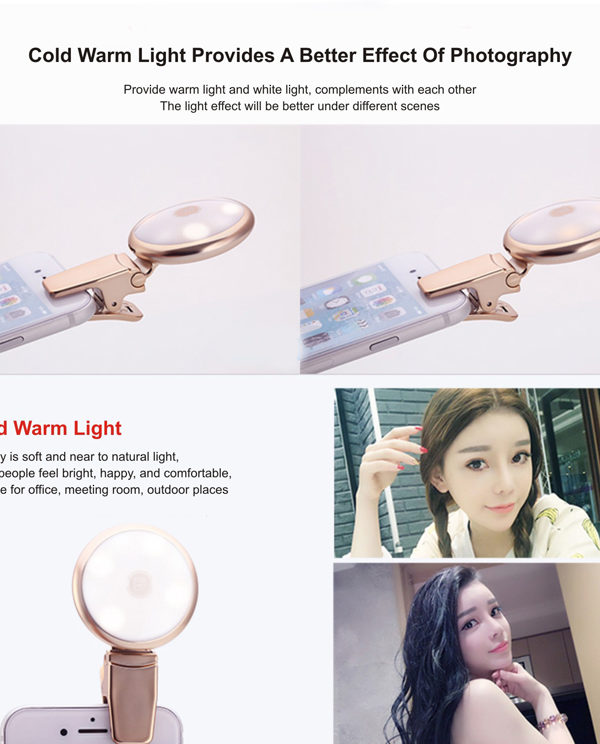 Cold Warm Light Provides A Better Effect Of Photography
Provide warm light and white light, complements with each other
The light effect will be better under different scenes
d Warm Light
y is soft and near to natural light,
people feel bright, happy, and comfortable,
e for office, meeting room, outdoor places